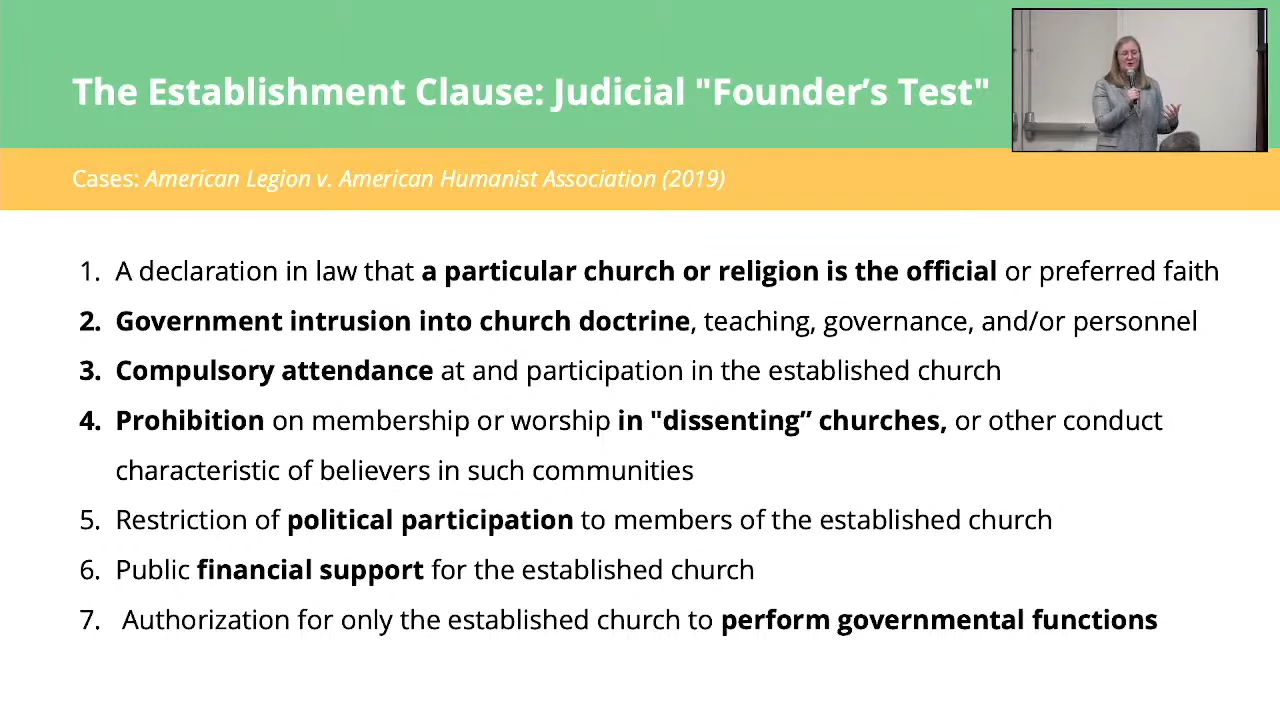 The Establishment Clause: Judicial "Founder’s Test"
Cases: American Legion v. American Humanist Association (2019)
1. A declaration in law that a particular church or religion is the official or preferred faith
2. Government intrusion into church doctrine, teaching, governance, and/or personnel
3. Compulsory attendance at and participation in the established church
4. Prohibition on membership or worship in "dissenting” churches, or other conduct
characteristic of believers in such communities
5. Restriction of political participation to members of the established church
6. Public financial support for the established church
7. Authorization for only the established church to perform governmental functions